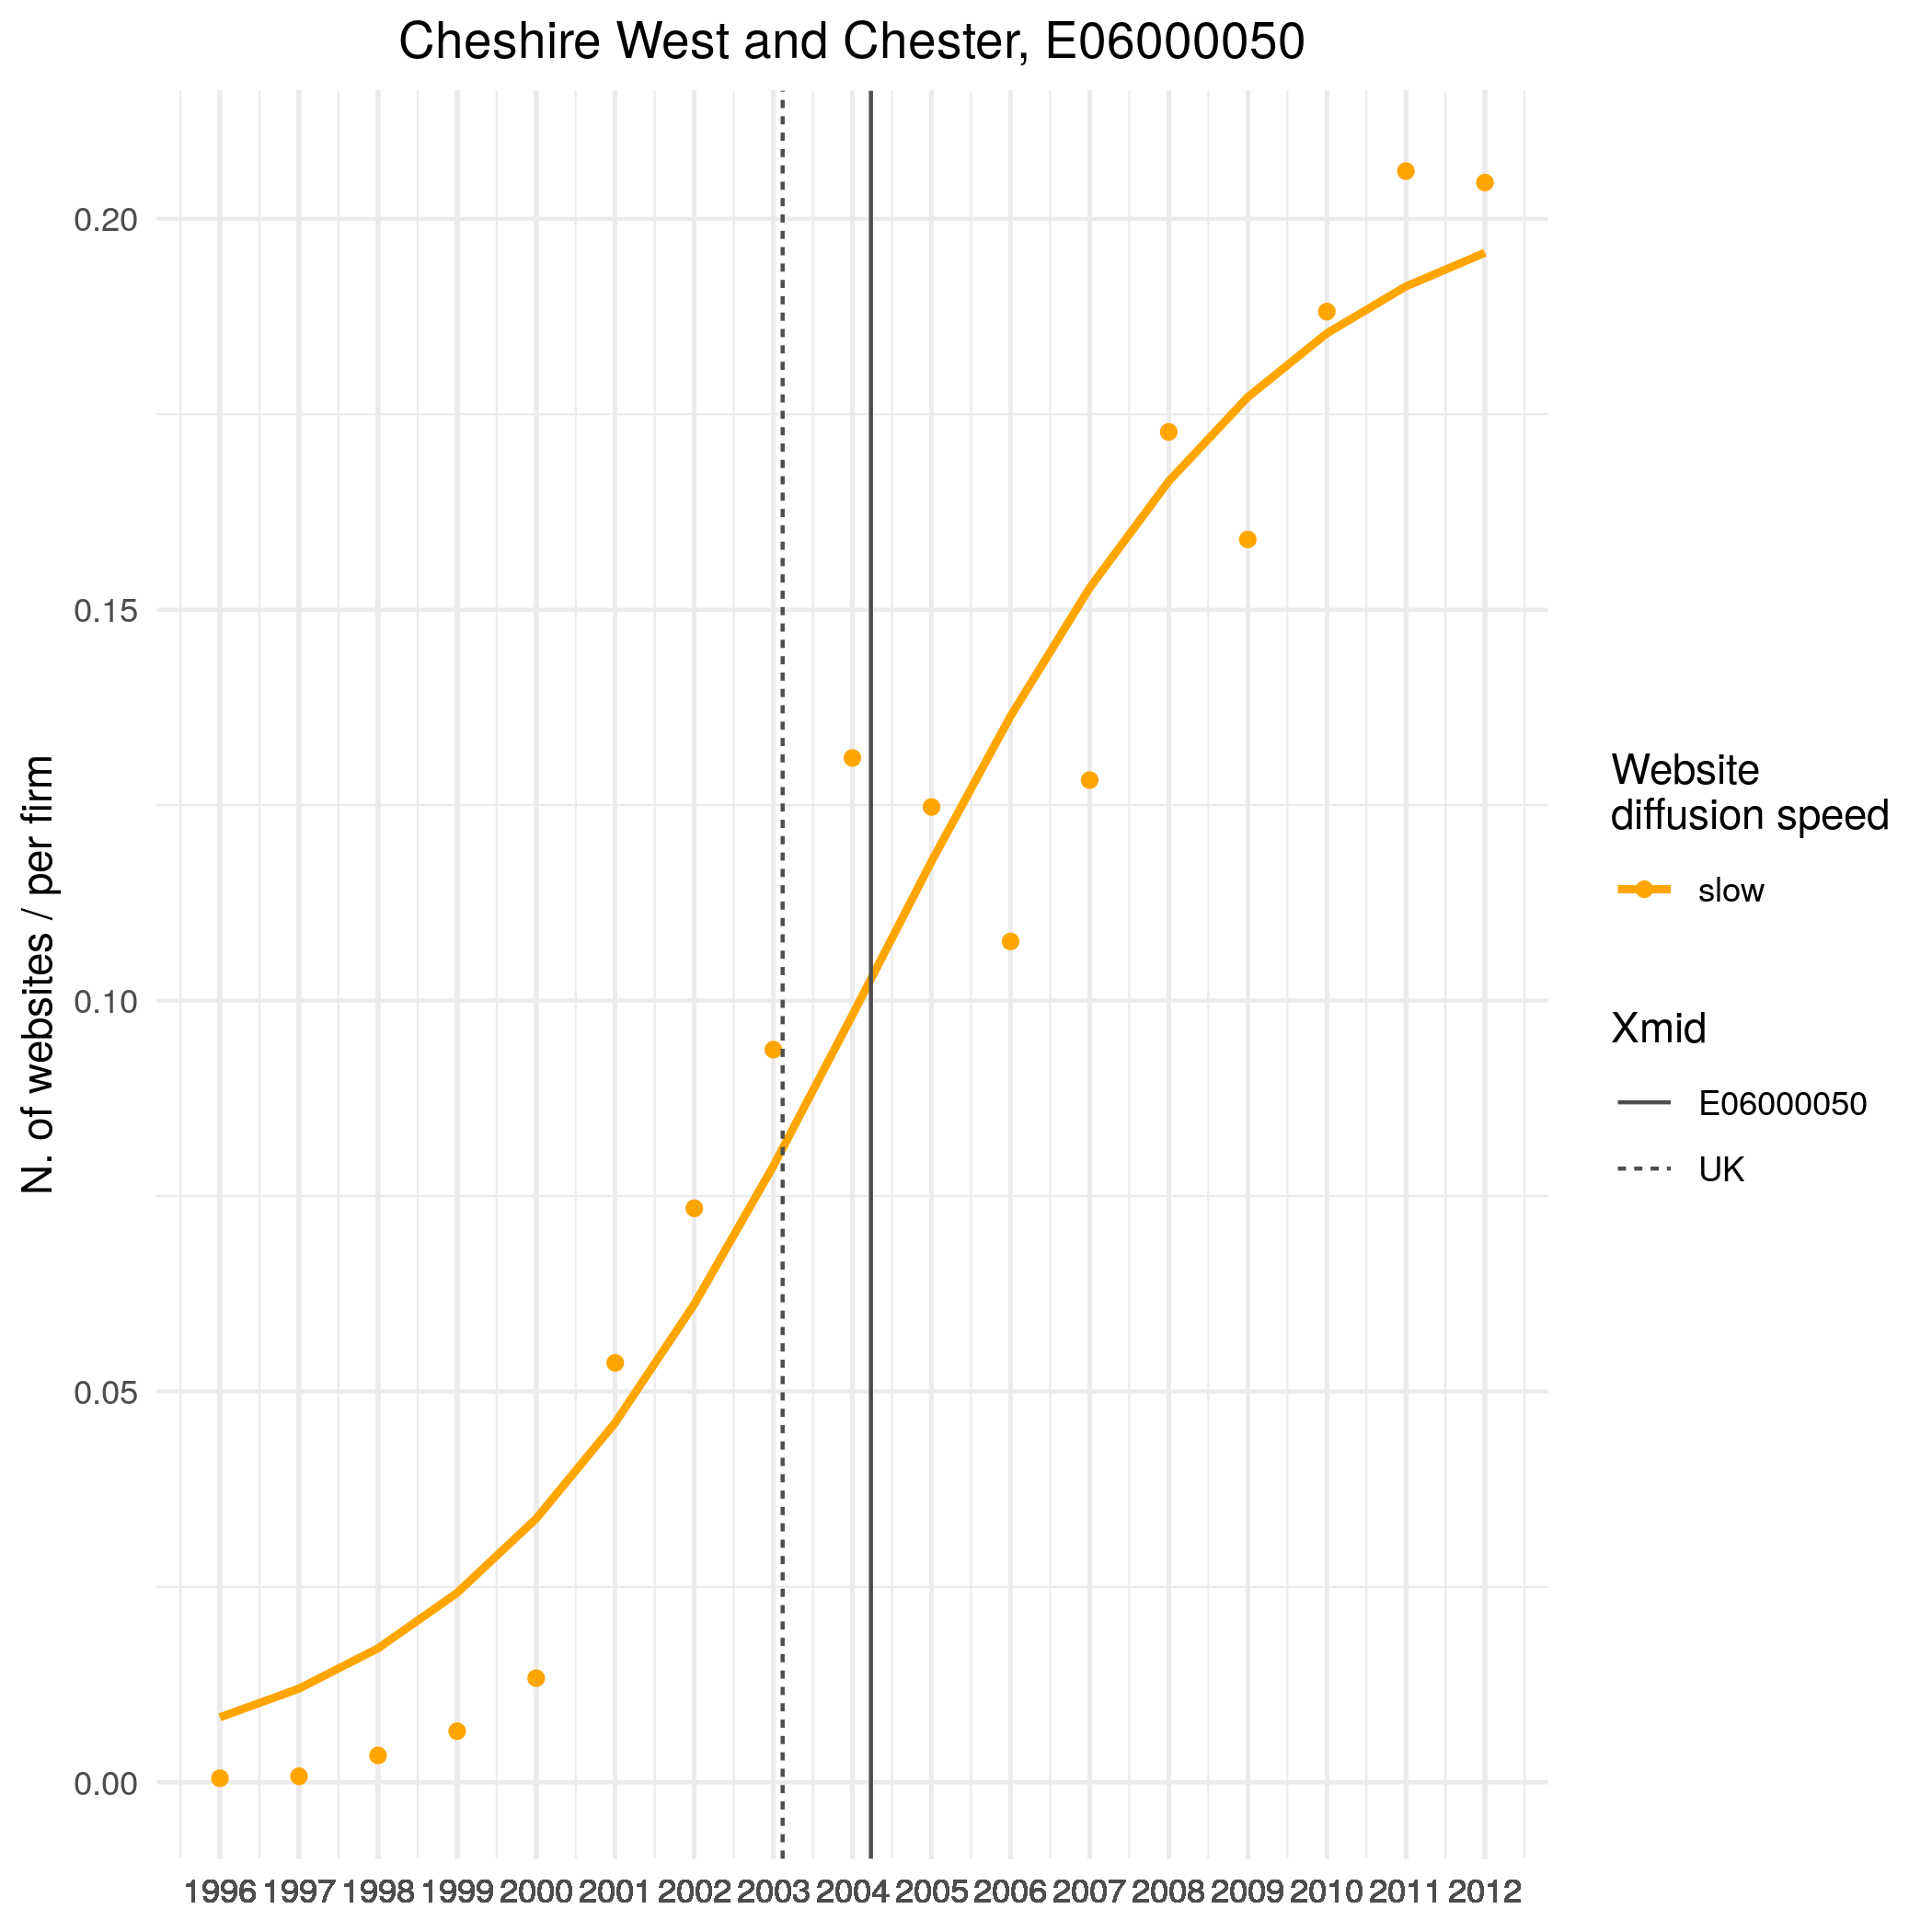 Cheshire West and Chester, E06000050
N. of websites / per firm
0.20
0.15
0.10
0.05
0.00
1996 1997 1998 1999 2000 2001 2002 2003 2004 2005 2006 2007 2008 2009 2010 2011 2012
Website
diffusion speed
slow
Xmid
E06000050
UK